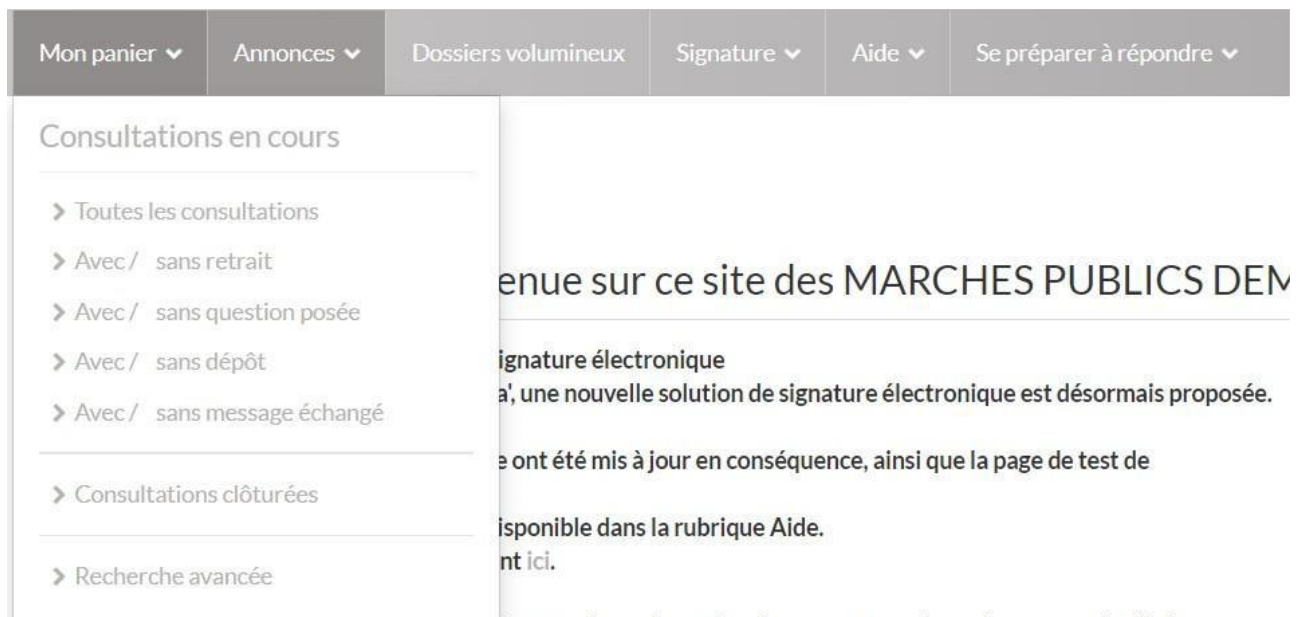 Mon panier Annonces Dossiers volumineux Signature Aide Se préparer à répondre
Consultations en cours
Toutes les consultations
Avec / sans retrait
Avec / sans question posée
Avec / sans dépôt
Avec / sans message échangé
Consultations clôturées
Recherche avancée
enue sur ce site des MARCHES PUBLICS DEM
ignature électronique
a', une nouvelle solution de signature électronique est désormais proposée.
e ont été mis à jour en conséquence, ainsi que la page de test de
isponible dans la rubrique Aide.
nt ici.